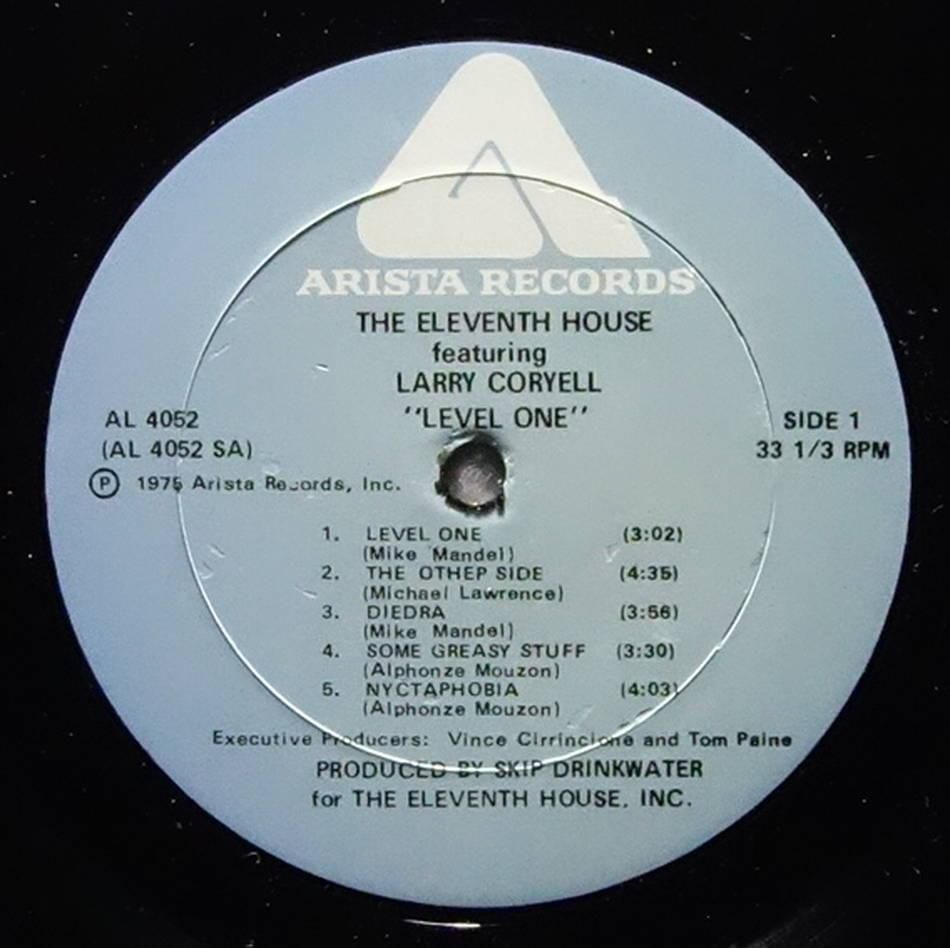 ARISTA RECORDS
THE ELEVENTH HOUSE
featuring
LARRY CORYELL
"LEVEL ONE"
AL 4052
(AL 4052 SA)
Ⓟ 1975 Arista Records, Inc.
SIDE 1
33 1/3 RPM
1. LEVEL ONE (3:02)
(Mike Mandel)
2. THE OTHER SIDE (4:35)
(Michael Lawrence)
3. DIEDRA (3:56)
(Mike Mandel)
4. SOME GREASY STUFF (3:30)
(Alphonze Mouzon)
5. NYCTAPHOBIA (4:03)
(Alphonze Mouzon)
Executive Producers: Vince Cirrincione and Tom Paine
PRODUCED BY SKIP DRINKWATER
for THE ELEVENTH HOUSE, INC.